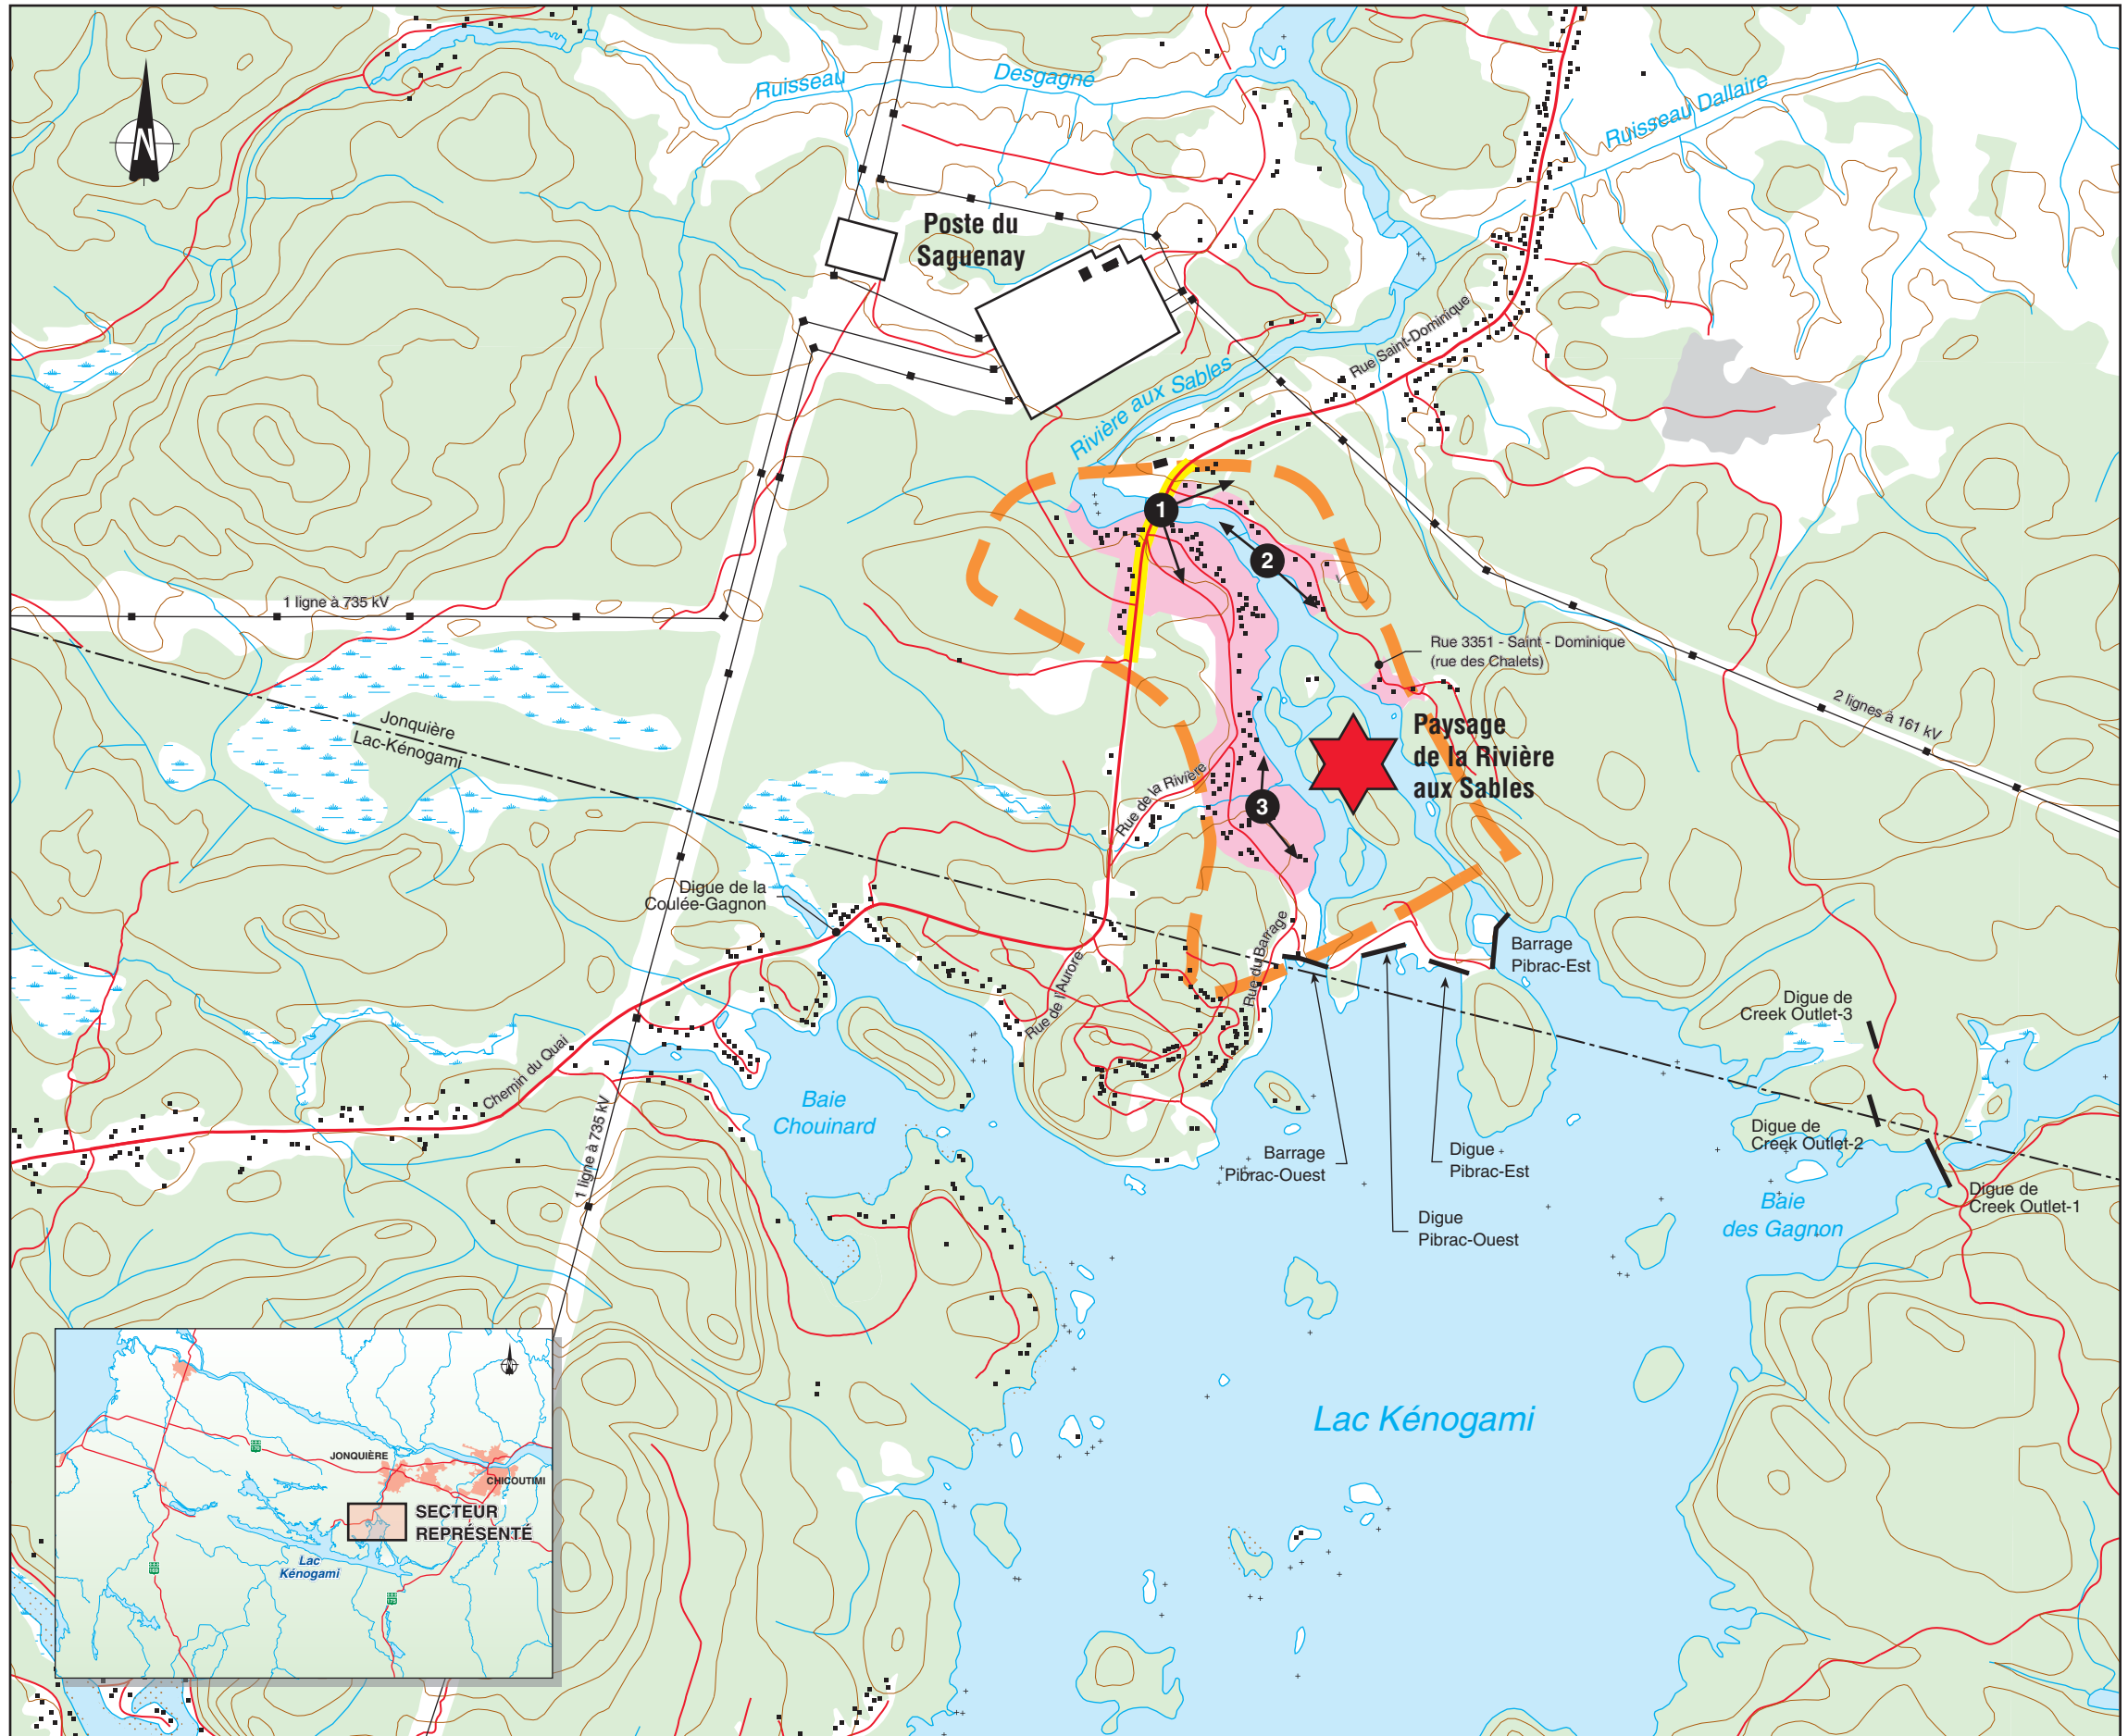 Ruisseau Desgagné
Ruisseau Dallaire
N
Poste du
Saguenay
Rue Saint-Dominique
Rivière aux Sables
1
2
1 ligne à 735 kV
Rue 3351 - Saint - Dominique
(rue des Chalets)
2 lignes à 161 kV
Jonquière
Lac-Kénogami
Paysage
de la Rivière
aux Sables
Rue de la Rivière
3
Digue de la
Coulée-Gagnon
Rue du Barrage
Barrage
Pibrac-Est
Rue de l'Aurore
Digue de
Creek Outlet-3
Chemin du Quai
Baie
Chouinard
1 ligne à 735 kV
Digue de
Creek Outlet-2
Barrage
Pibrac-Ouest
Digue
Pibrac-Est
Digue de
Creek Outlet-1
Baie
des Gagnon
Digue
Pibrac-Ouest
Lac Kénogami
N
JONQUIÈRE
CHICOUTIMI
SECTEUR
REPRÉSENTÉ
Lac
Kénogami